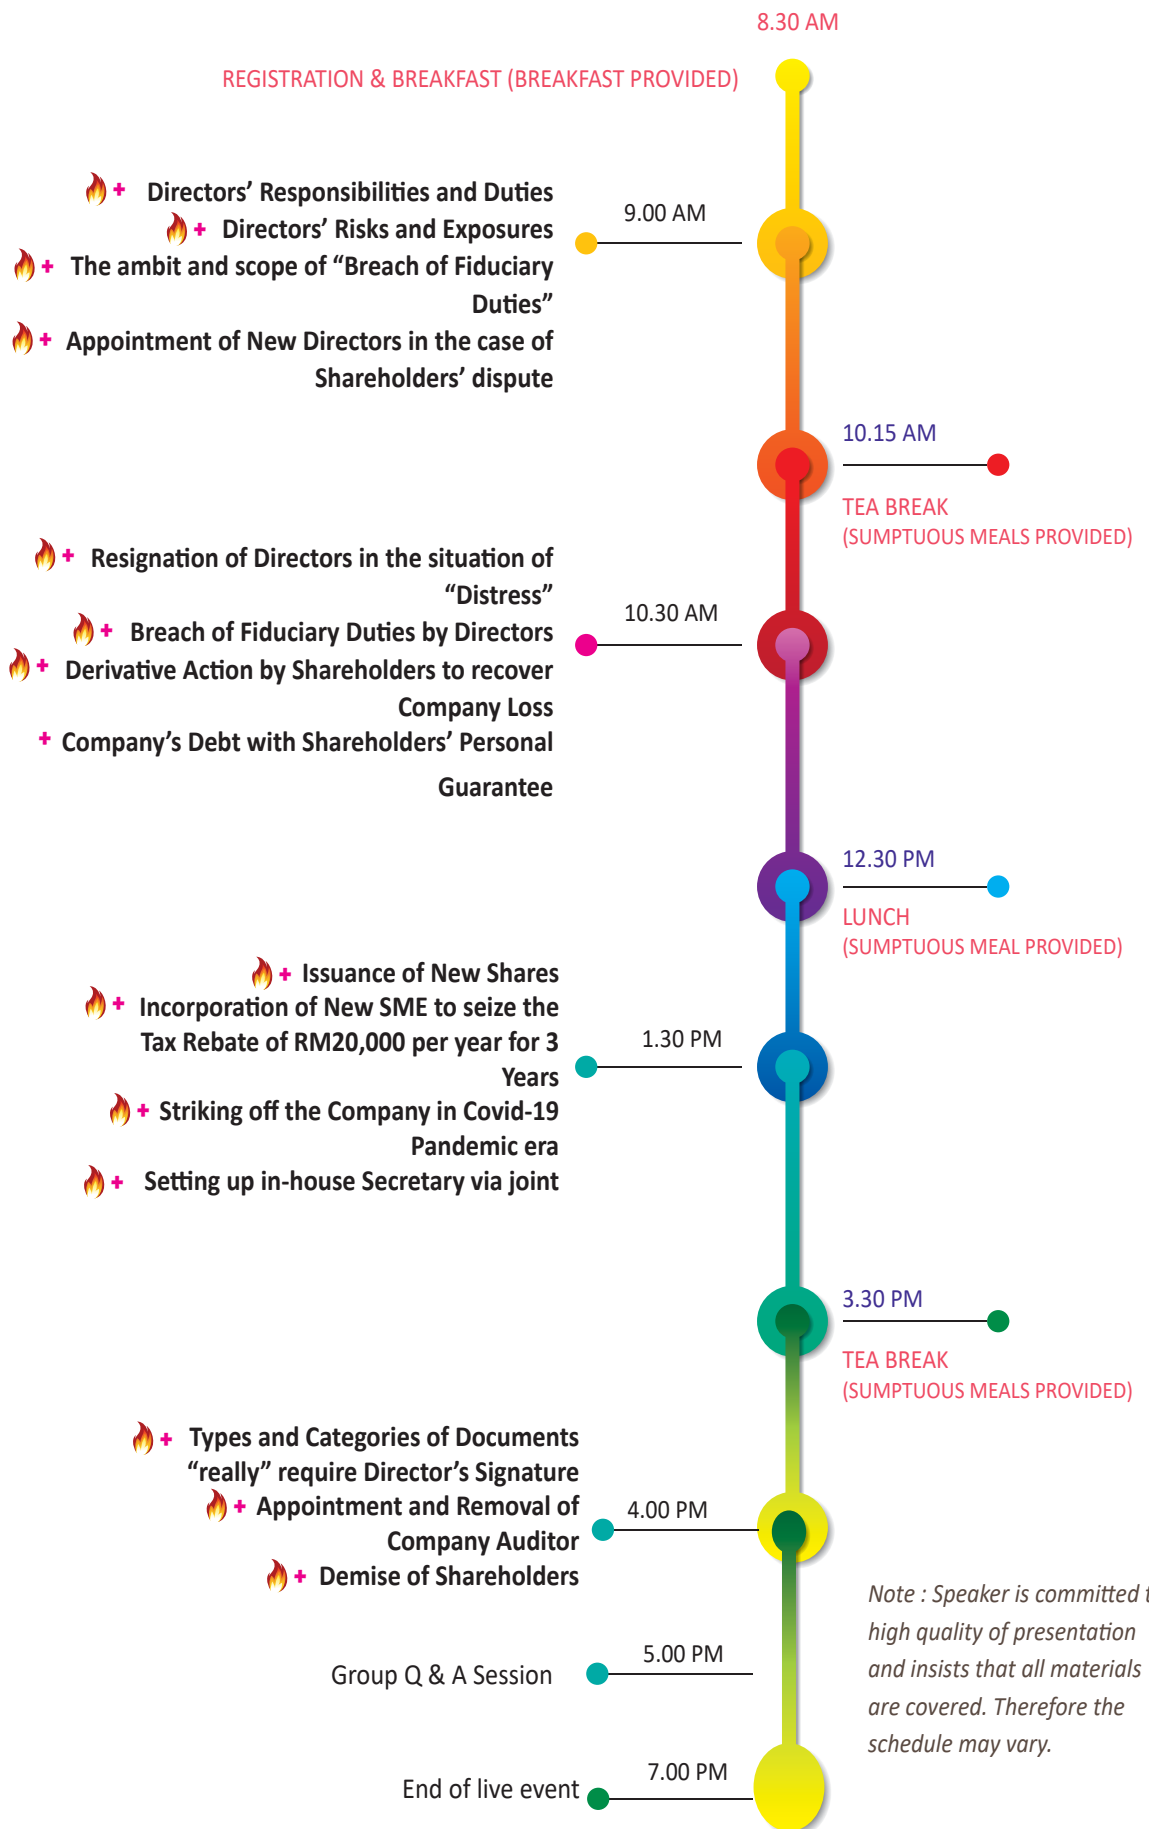 8.30 AM
REGISTRATION & BREAKFAST (BREAKFAST PROVIDED)
9.00 AM
+ Directors’ Responsibilities and Duties
+ Directors’ Risks and Exposures
+ The ambit and scope of “Breach of Fiduciary
Duties”
+ Appointment of New Directors in the case of
Shareholders’ dispute
10.15 AM
TEA BREAK
(SUMPTUOUS MEALS PROVIDED)
10.30 AM
+ Resignation of Directors in the situation of
“Distress”
+ Breach of Fiduciary Duties by Directors
+ Derivative Action by Shareholders to recover
Company Loss
+ Company’s Debt with Shareholders’ Personal
Guarantee
12.30 PM
LUNCH
(SUMPTUOUS MEAL PROVIDED)
1.30 PM
+ Issuance of New Shares
+ Incorporation of New SME to seize the
Tax Rebate of RM20,000 per year for 3
Years
+ Striking off the Company in Covid-19
Pandemic era
+ Setting up in-house Secretary via joint
3.30 PM
TEA BREAK
(SUMPTUOUS MEALS PROVIDED)
4.00 PM
+ Types and Categories of Documents
“really” require Director’s Signature
+ Appointment and Removal of
Company Auditor
+ Demise of Shareholders
5.00 PM
Group Q & A Session
7.00 PM
End of live event
Note : Speaker is committed t
high quality of presentation
and insists that all materials
are covered. Therefore the
schedule may vary.